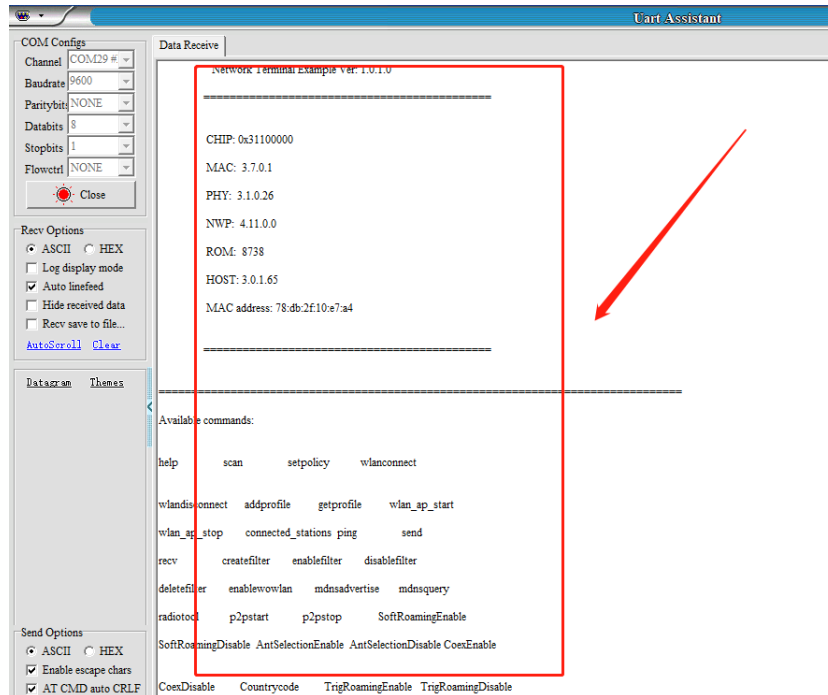 Uart Assistant
COM Configs
Channel COM29 #
Baudrate 9600
Paritybits NONE
Databits 8
Stopbits 1
Flowctrl NONE
Close
Recv Options
ASCII HEX
Log display mode
Auto linefeed
Hide received data
Recv save to file...
AutoScroll Clear
Datagram Themes
Send Options
ASCII HEX
Enable escape chars
AT CMD auto CRLF
Data Receive
Network Terminal Example Ver: 1.0.1.0
==============================================
CHIP: 0x31100000
MAC: 3.7.0.1
PHY: 3.1.0.26
NWP: 4.11.0.0
ROM: 8738
HOST: 3.0.1.65
MAC address: 78:db:2f:10:e7:a4
==============================================
====================================================================================
Available commands:
help scan setpolicy wlanconnect
wlandisconnect addprofile getprofile wlan_ap_start
wlan_ap_stop connected_stations ping send
recv createfilter enablefilter disablefilter
deletefilter enablewowlan mdnsadvertise mdnsquery
radiotool p2pstart p2pstop SoftRoamingEnable
SoftRoamingDisable AntSelectionEnable AntSelectionDisable CoexEnable
CoexDisable Countrycode TrigRoamingEnable TrigRoamingDisable